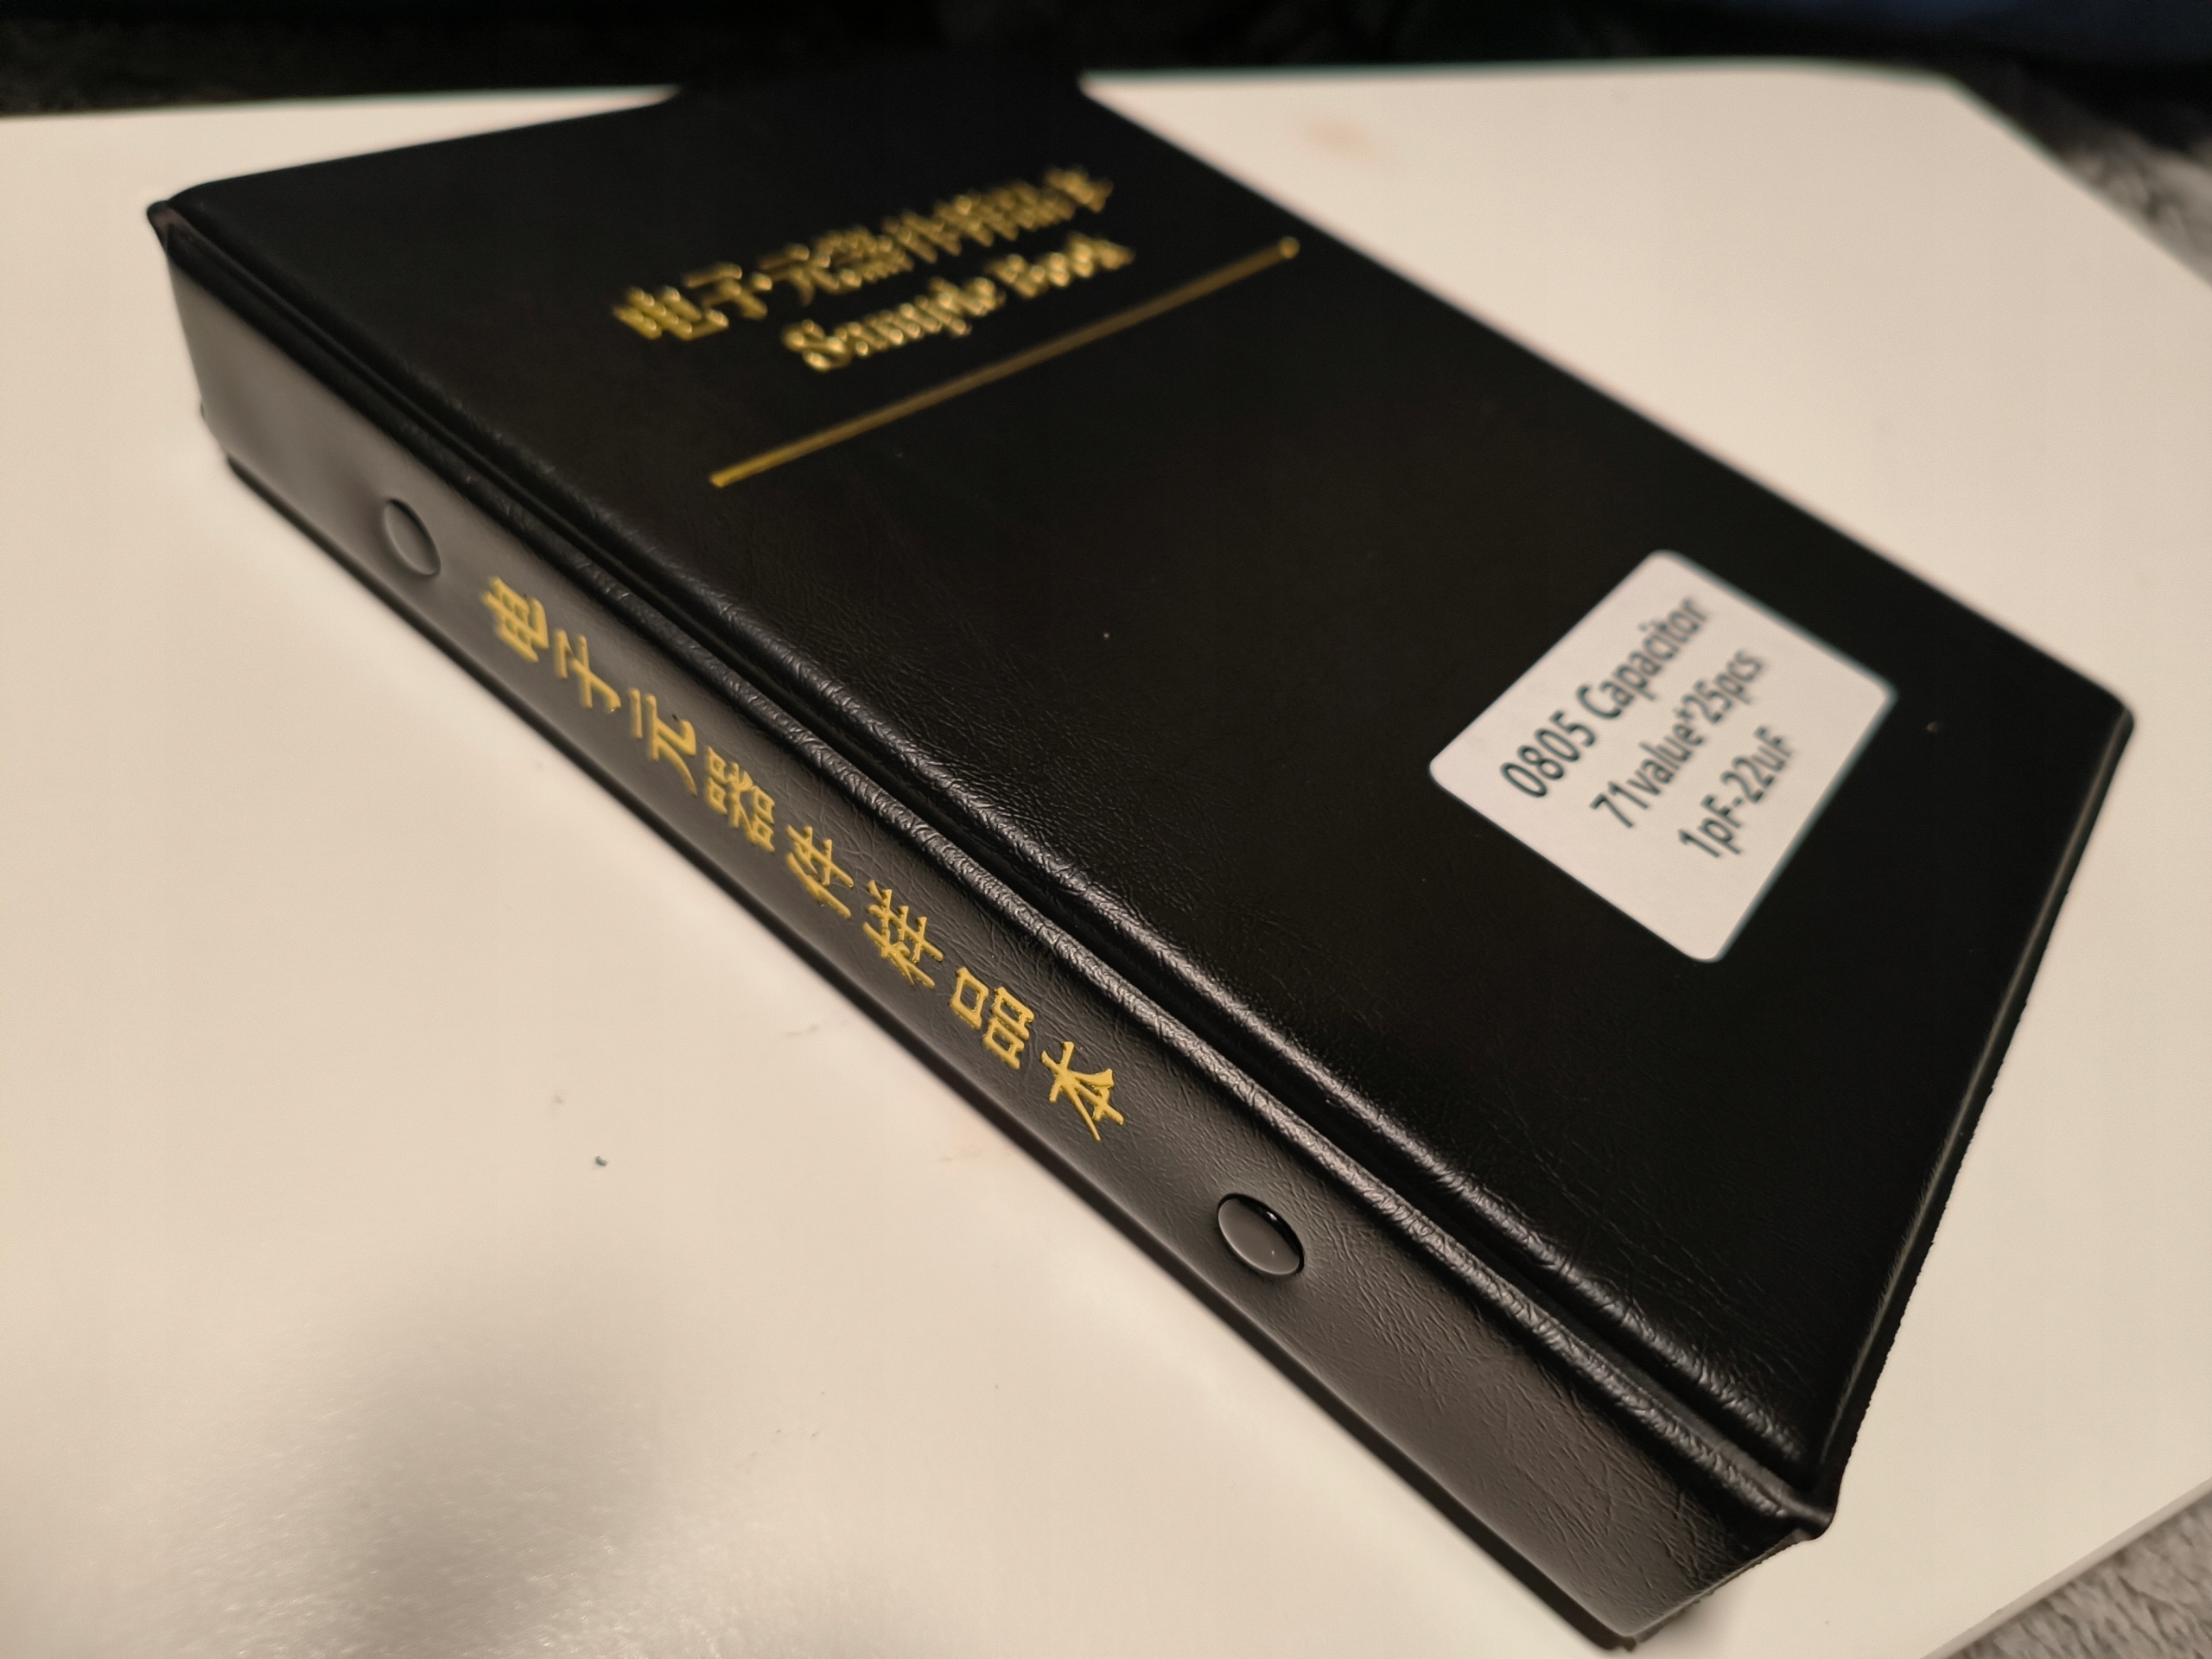 电子元器件样品本
Sample Book
0805 Capacitor
71value*25pcs
1pF-22uF
电子元器件样品本